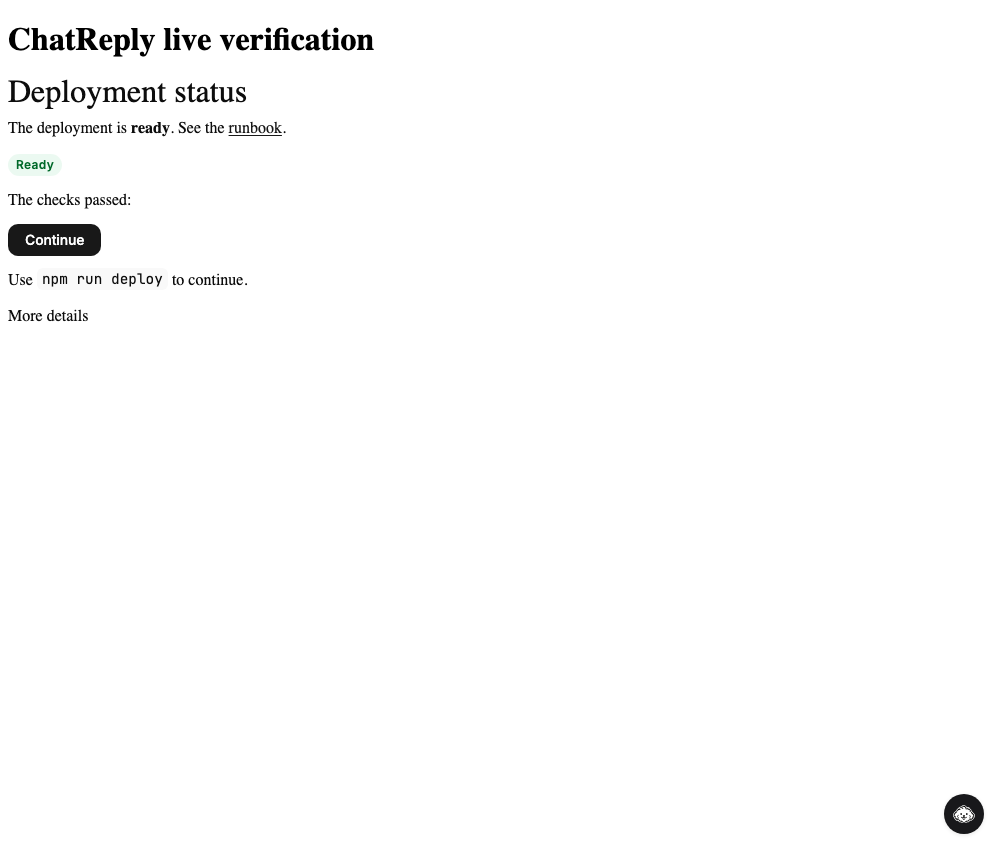 ChatReply live verification
Deployment status
The deployment is ready. See the runbook.
Ready
The checks passed:
Continue
Use npm run deploy to continue.
More details